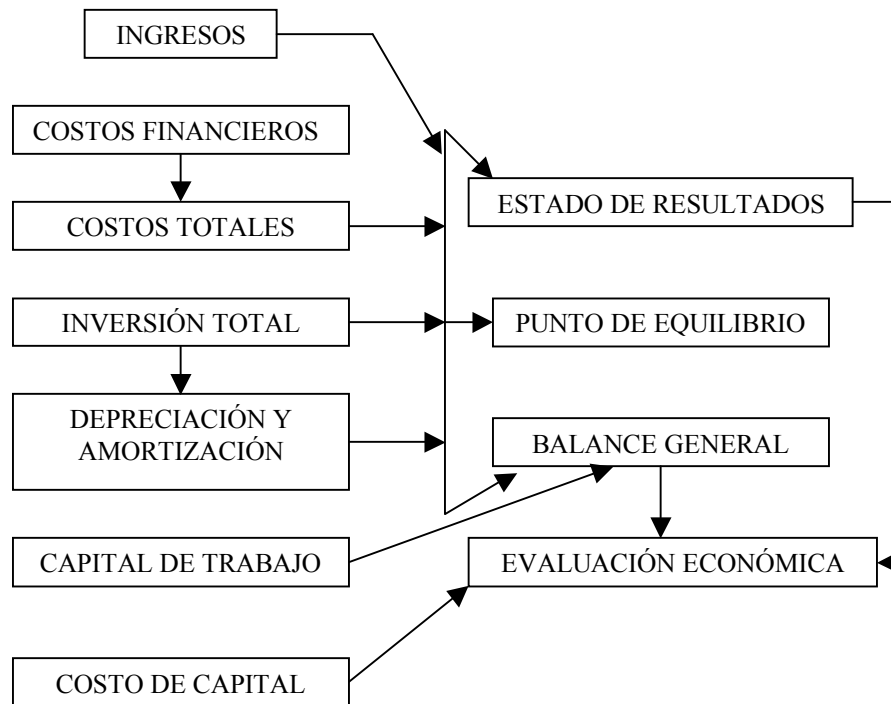 INGRESOS
COSTOS FINANCIEROS
COSTOS TOTALES
INVERSIÓN TOTAL
DEPRECIACIÓN Y
AMORTIZACIÓN
CAPITAL DE TRABAJO
COSTO DE CAPITAL
ESTADO DE RESULTADOS
PUNTO DE EQUILIBRIO
BALANCE GENERAL
EVALUACIÓN ECONÓMICA